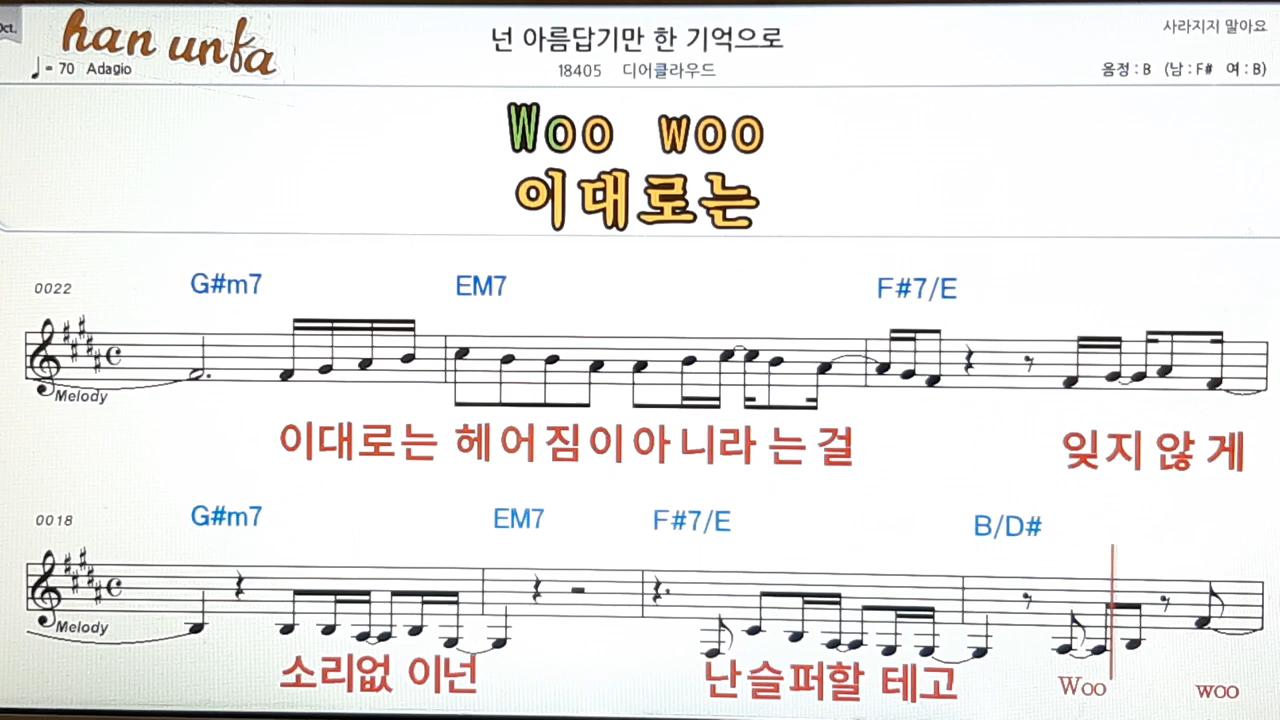 Oct.
han unfa
♩= 70 Adagio
넌 아름답기만 한 기억으로
18405 디어클라우드
사라지지 말아요
음정 : B (남 : F# 여 : B)
Woo woo
이대로는
0022
G#m7 EM7 F#7/E
Melody
이대로는 헤어짐이아니라 는 걸 잊지 않 게
0018
G#m7 EM7 F#7/E B/D#
Melody
소리없 이넌 난슬퍼할 테고 Woo woo